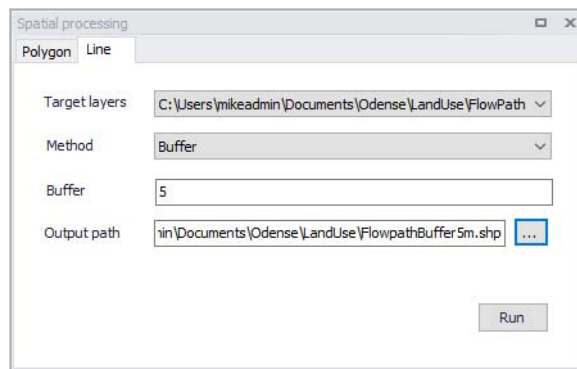 Spatial processing
Polygon Line
Target layers C:\Users\mikeadmin\Documents\Odense\LandUse\FlowPath
Method Buffer
Buffer 5
Output path nin\Documents\Odense\LandUse\FlowpathBuffer5m.shp ...
Run